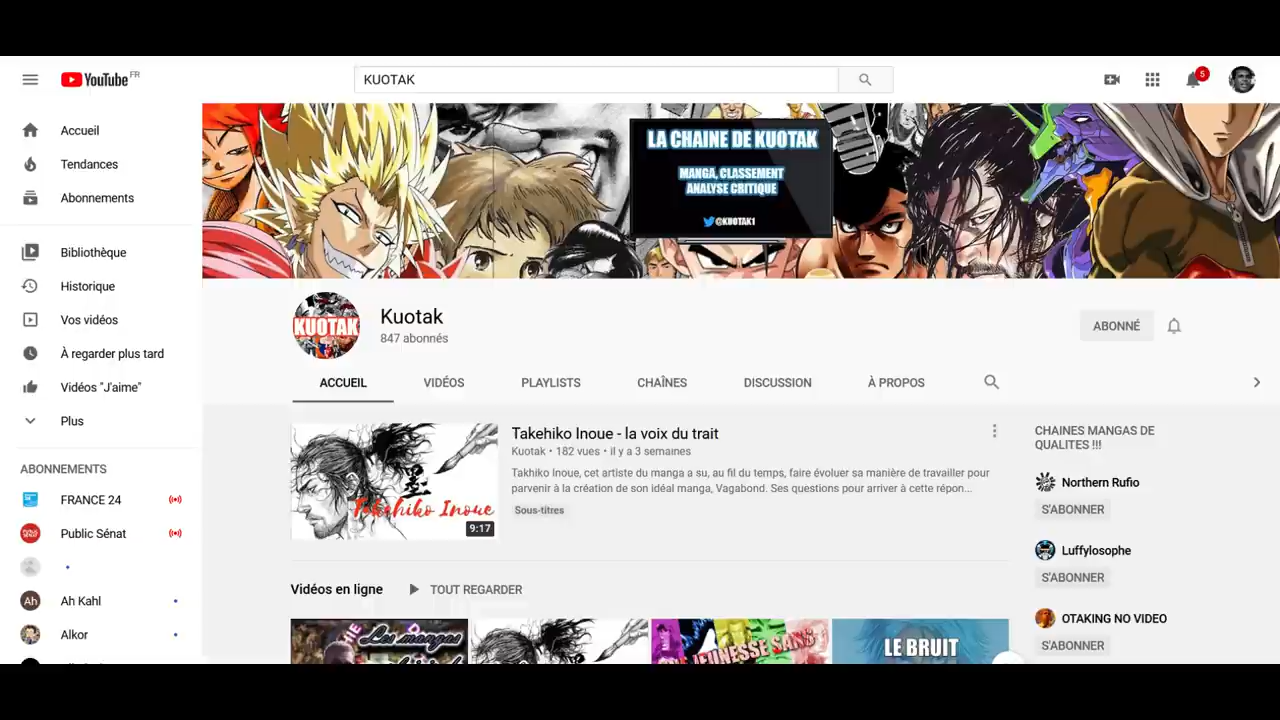 YouTube FR
KUOTAK
5
Accueil
Tendances
Abonnements
Bibliothèque
Historique
Vos vidéos
À regarder plus tard
Vidéos "J'aime"
Plus
ABONNEMENTS
FRANCE 24
Public Sénat
Ah Ah Kahl
Alkor
LA CHAINE DE KUOTAK
MANGA, CLASSEMENT
ANALYSE CRITIQUE
@KUOTAK1
KUOTAK
Kuotak
847 abonnés
ABONNÉ
ACCUEIL
VIDÉOS
PLAYLISTS
CHAÎNES
DISCUSSION
À PROPOS
Takehiko Inoue
9:17
Takehiko Inoue - la voix du trait
Kuotak • 182 vues • il y a 3 semaines
Takhiko Inoue, cet artiste du manga a su, au fil du temps, faire évoluer sa manière de travailler pour
parvenir à la création de son idéal manga, Vagabond. Ses questions pour arriver à cette répon...
Sous-titres
Vidéos en ligne
TOUT REGARDER
Les mangas
JEUNESSE SANS
LE BRUIT
CHAINES MANGAS DE
QUALITES !!!
Northern Rufio
S'ABONNER
Luffylosophe
S'ABONNER
OTAKING NO VIDEO
S'ABONNER